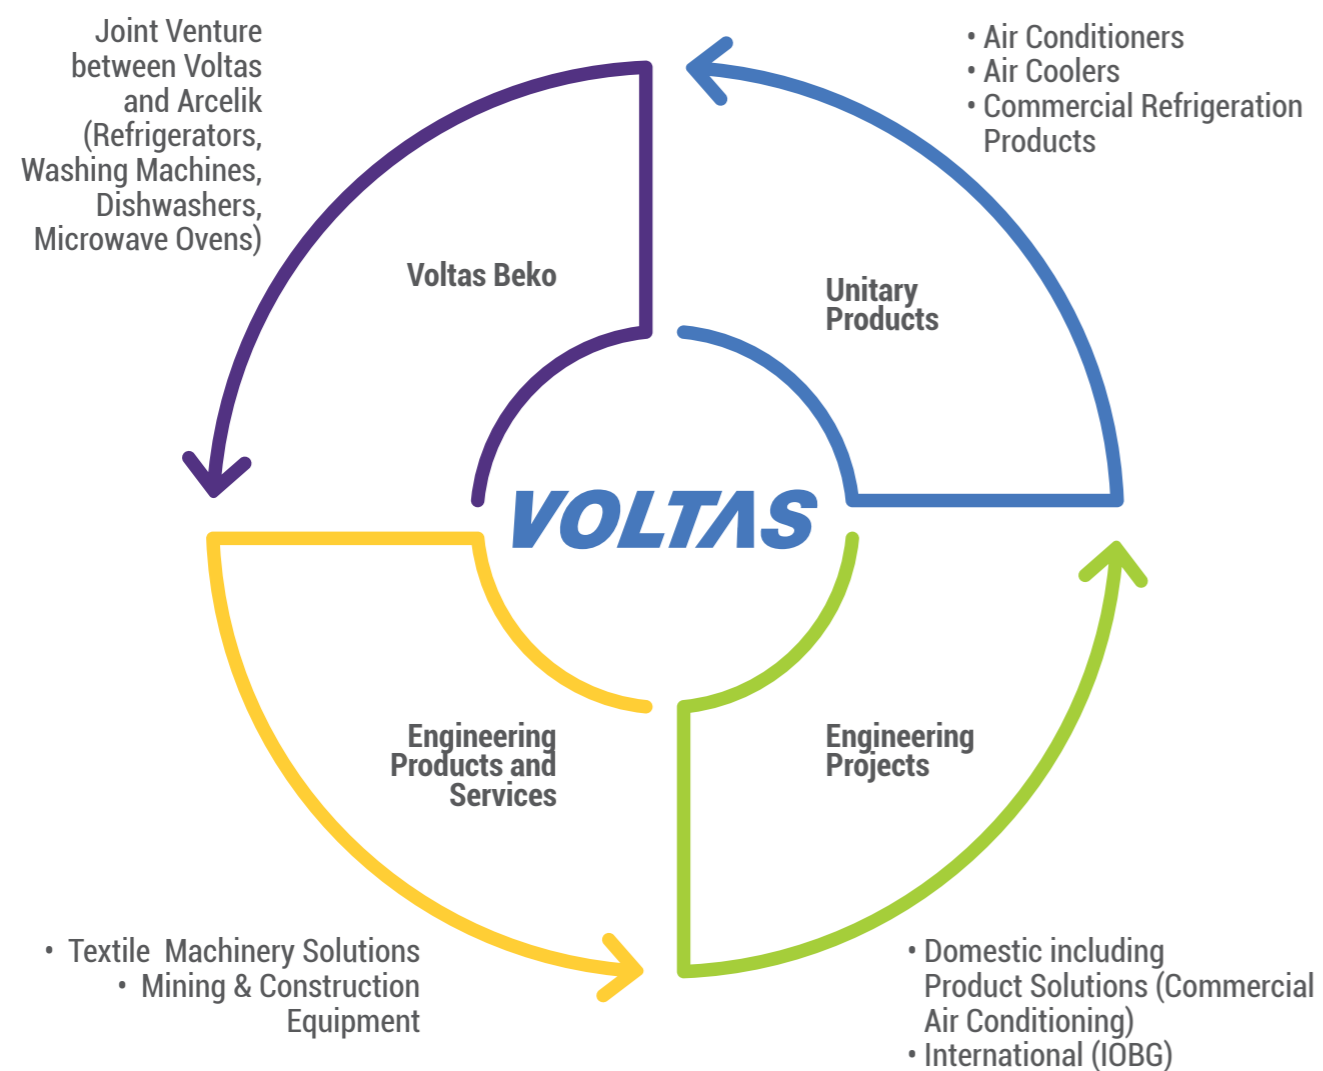 Joint Venture
between Voltas
and Arcelik
(Refrigerators,
Washing Machines,
Dishwashers,
Microwave Ovens)
• Air Conditioners
• Air Coolers
• Commercial Refrigeration
Products
Voltas Beko
Unitary
Products
VOLTAS
Engineering
Products and
Services
Engineering
Projects
• Textile Machinery Solutions
• Mining & Construction
Equipment
• Domestic including
Product Solutions (Commercial
Air Conditioning)
• International (IOBG)